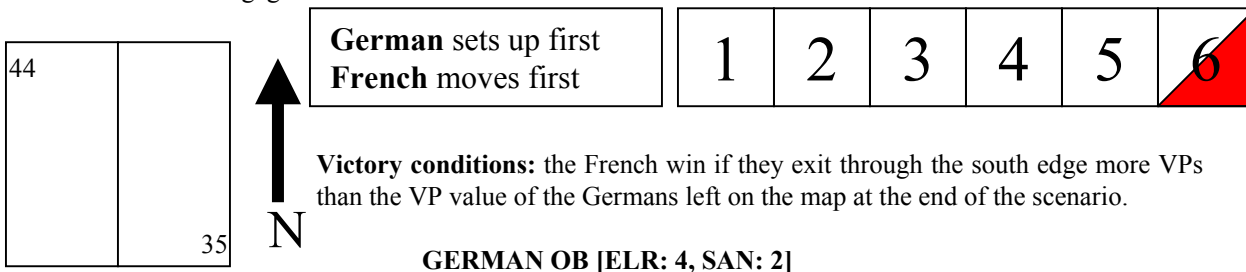 German sets up first
French moves first
1 2 3 4 5 6
44
35
N
Victory conditions: the French win if they exit through the south edge more VPs
than the VP value of the Germans left on the map at the end of the scenario.
GERMAN OB [ELR: 4, SAN: 2]